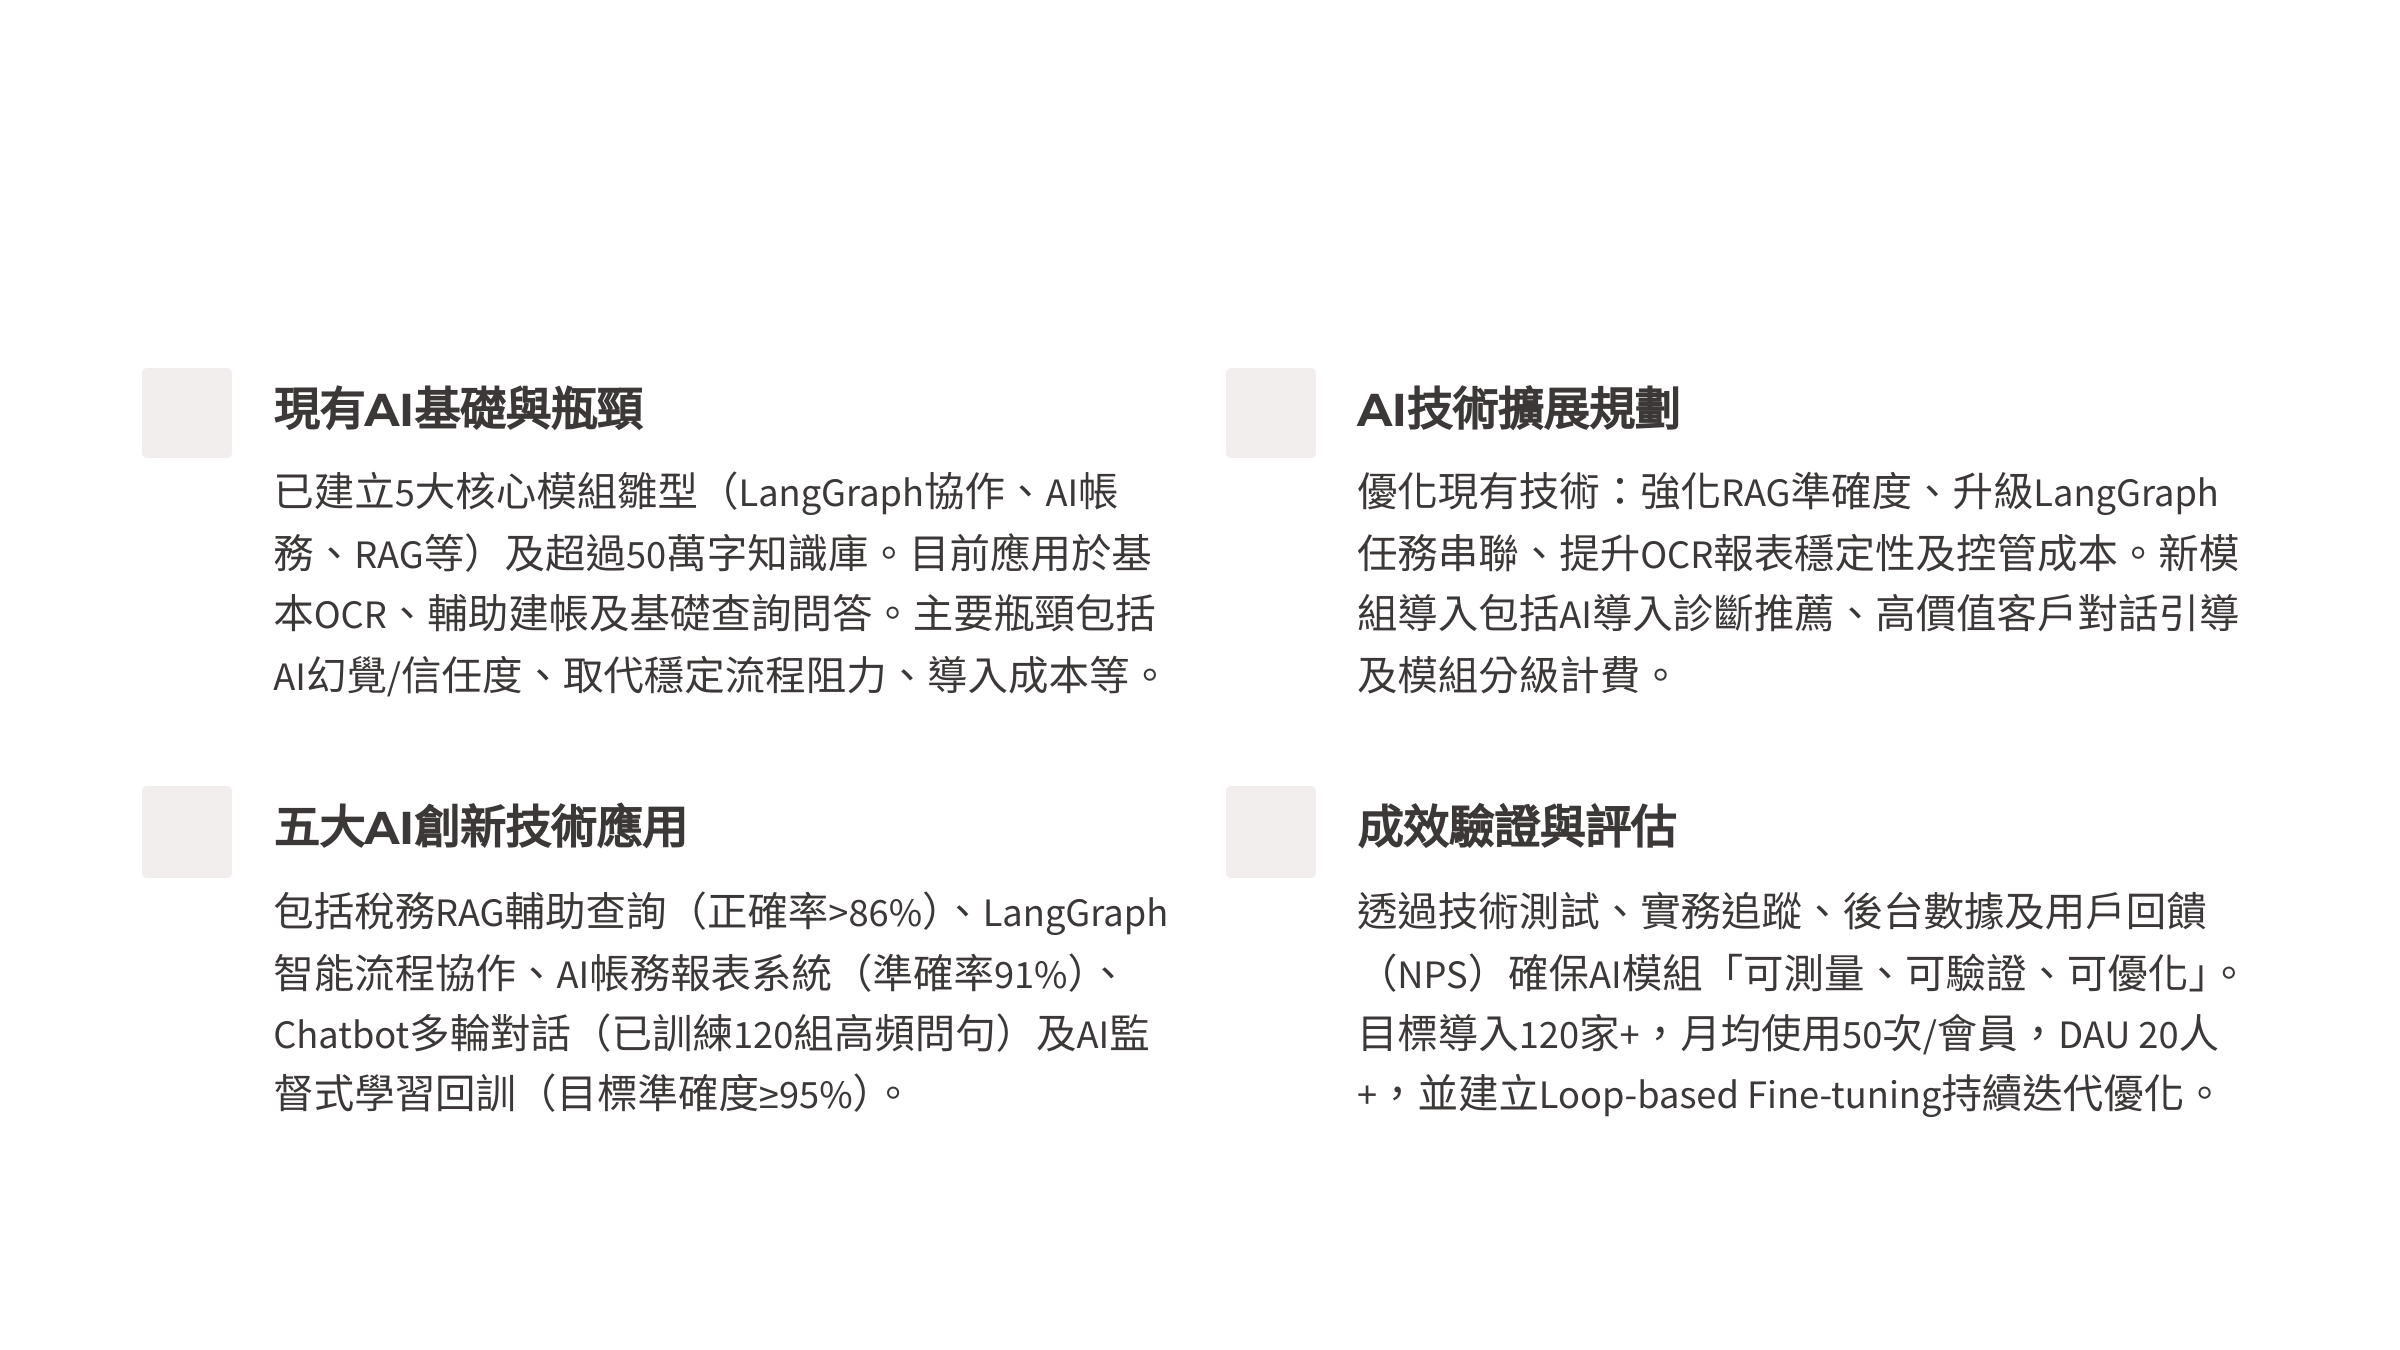 現有AI基礎與瓶頸
已建立5大核心模組雛型（LangGraph協作、AI帳
務、RAG等）及超過50萬字知識庫。目前應用於基
本OCR、輔助建帳及基礎查詢問答。主要瓶頸包括
AI幻覺/信任度、取代穩定流程阻力、導入成本等。
AI技術擴展規劃
優化現有技術：強化RAG準確度、升級LangGraph
任務串聯、提升OCR報表穩定性及控管成本。新模
組導入包括AI導入診斷推薦、高價值客戶對話引導
及模組分級計費。
五大AI創新技術應用
包括稅務RAG輔助查詢（正確率>86%）、LangGraph
智能流程協作、AI帳務報表系統（準確率91%）、
Chatbot多輪對話（已訓練120組高頻問句）及AI監
督式學習回訓（目標準確度≥95%）。
成效驗證與評估
透過技術測試、實務追蹤、後台數據及用戶回饋
（NPS）確保AI模組「可測量、可驗證、可優化」。
目標導入120家+，月均使用50次/會員，DAU 20人
+，並建立Loop-based Fine-tuning持續迭代優化。